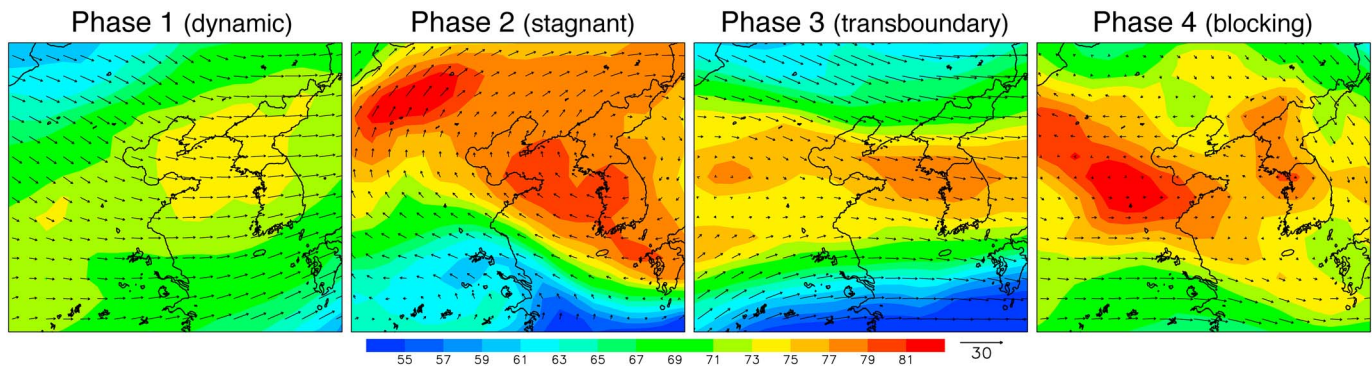 Phase 1 (dynamic)
Phase 2 (stagnant)
Phase 3 (transboundary)
Phase 4 (blocking)
55 57 59 61 63 65 67 69 71 73 75 77 79 81
30